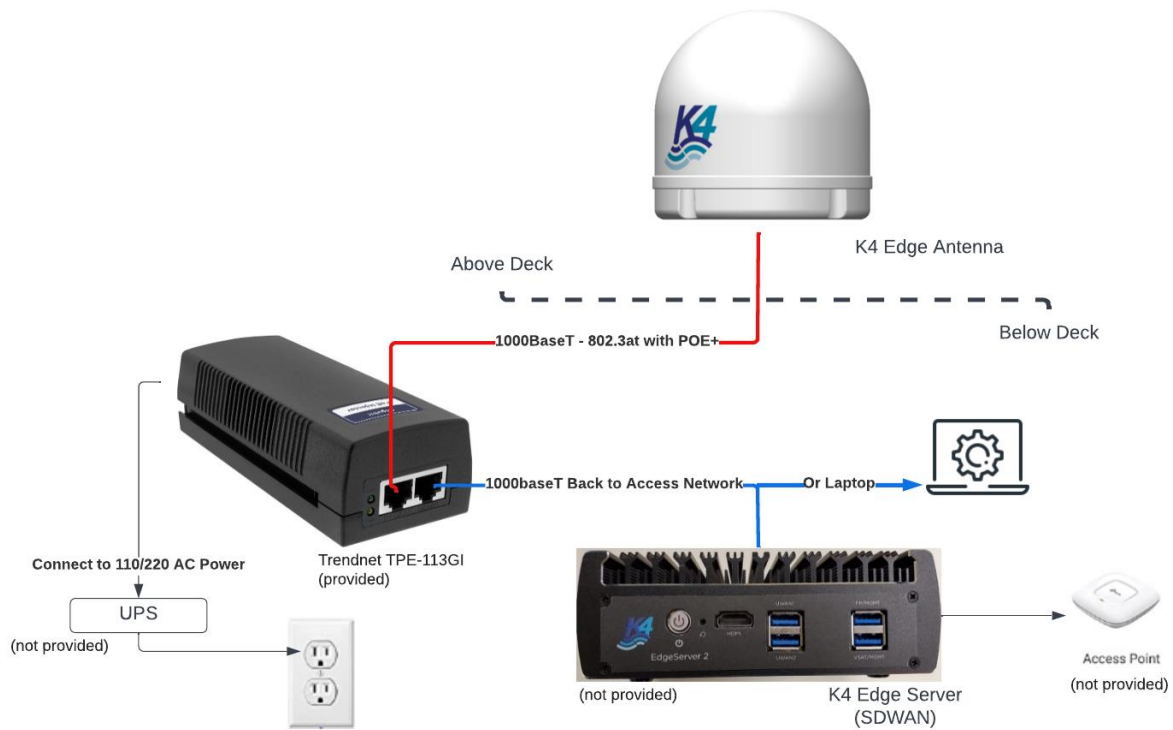 K4
K4 Edge Antenna
Above Deck
Below Deck
1000BaseT - 802.3at with POE+
1000baseT Back to Access Network
Or Laptop
Trendnet TPE-113GI
(provided)
Connect to 110/220 AC Power
UPS
(not provided)
K4
HDMI
EdgeServer 2
(not provided)
K4 Edge Server
(SDWAN)
Access Point
(not provided)